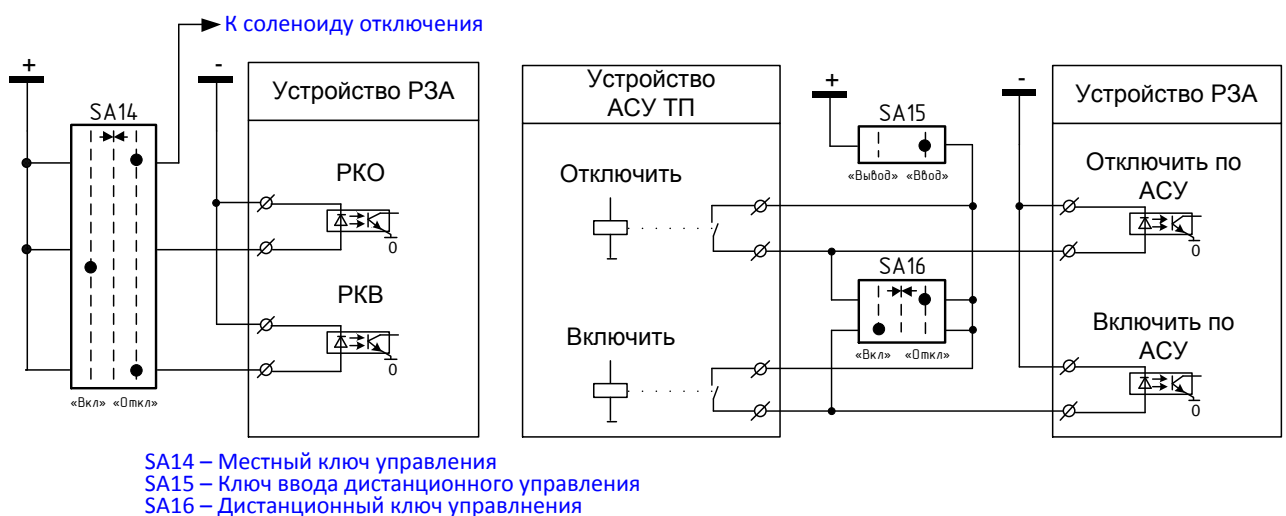 К соленоиду отключения
+
-
Устройство РЗА
SA14
РКО
0
РКВ
0
«Вкл» «Откл»
Устройство
АСУ ТП
Отключить
Включить
+
SA15
«Вывод» «Ввод»
SA16
«Вкл» «Откл»
-
Устройство РЗА
Отключить по
АСУ
0
Включить по
АСУ
0
SA14 – Местный ключ управления
SA15 – Ключ ввода дистанционного управления
SA16 – Дистанционный ключ управлнения